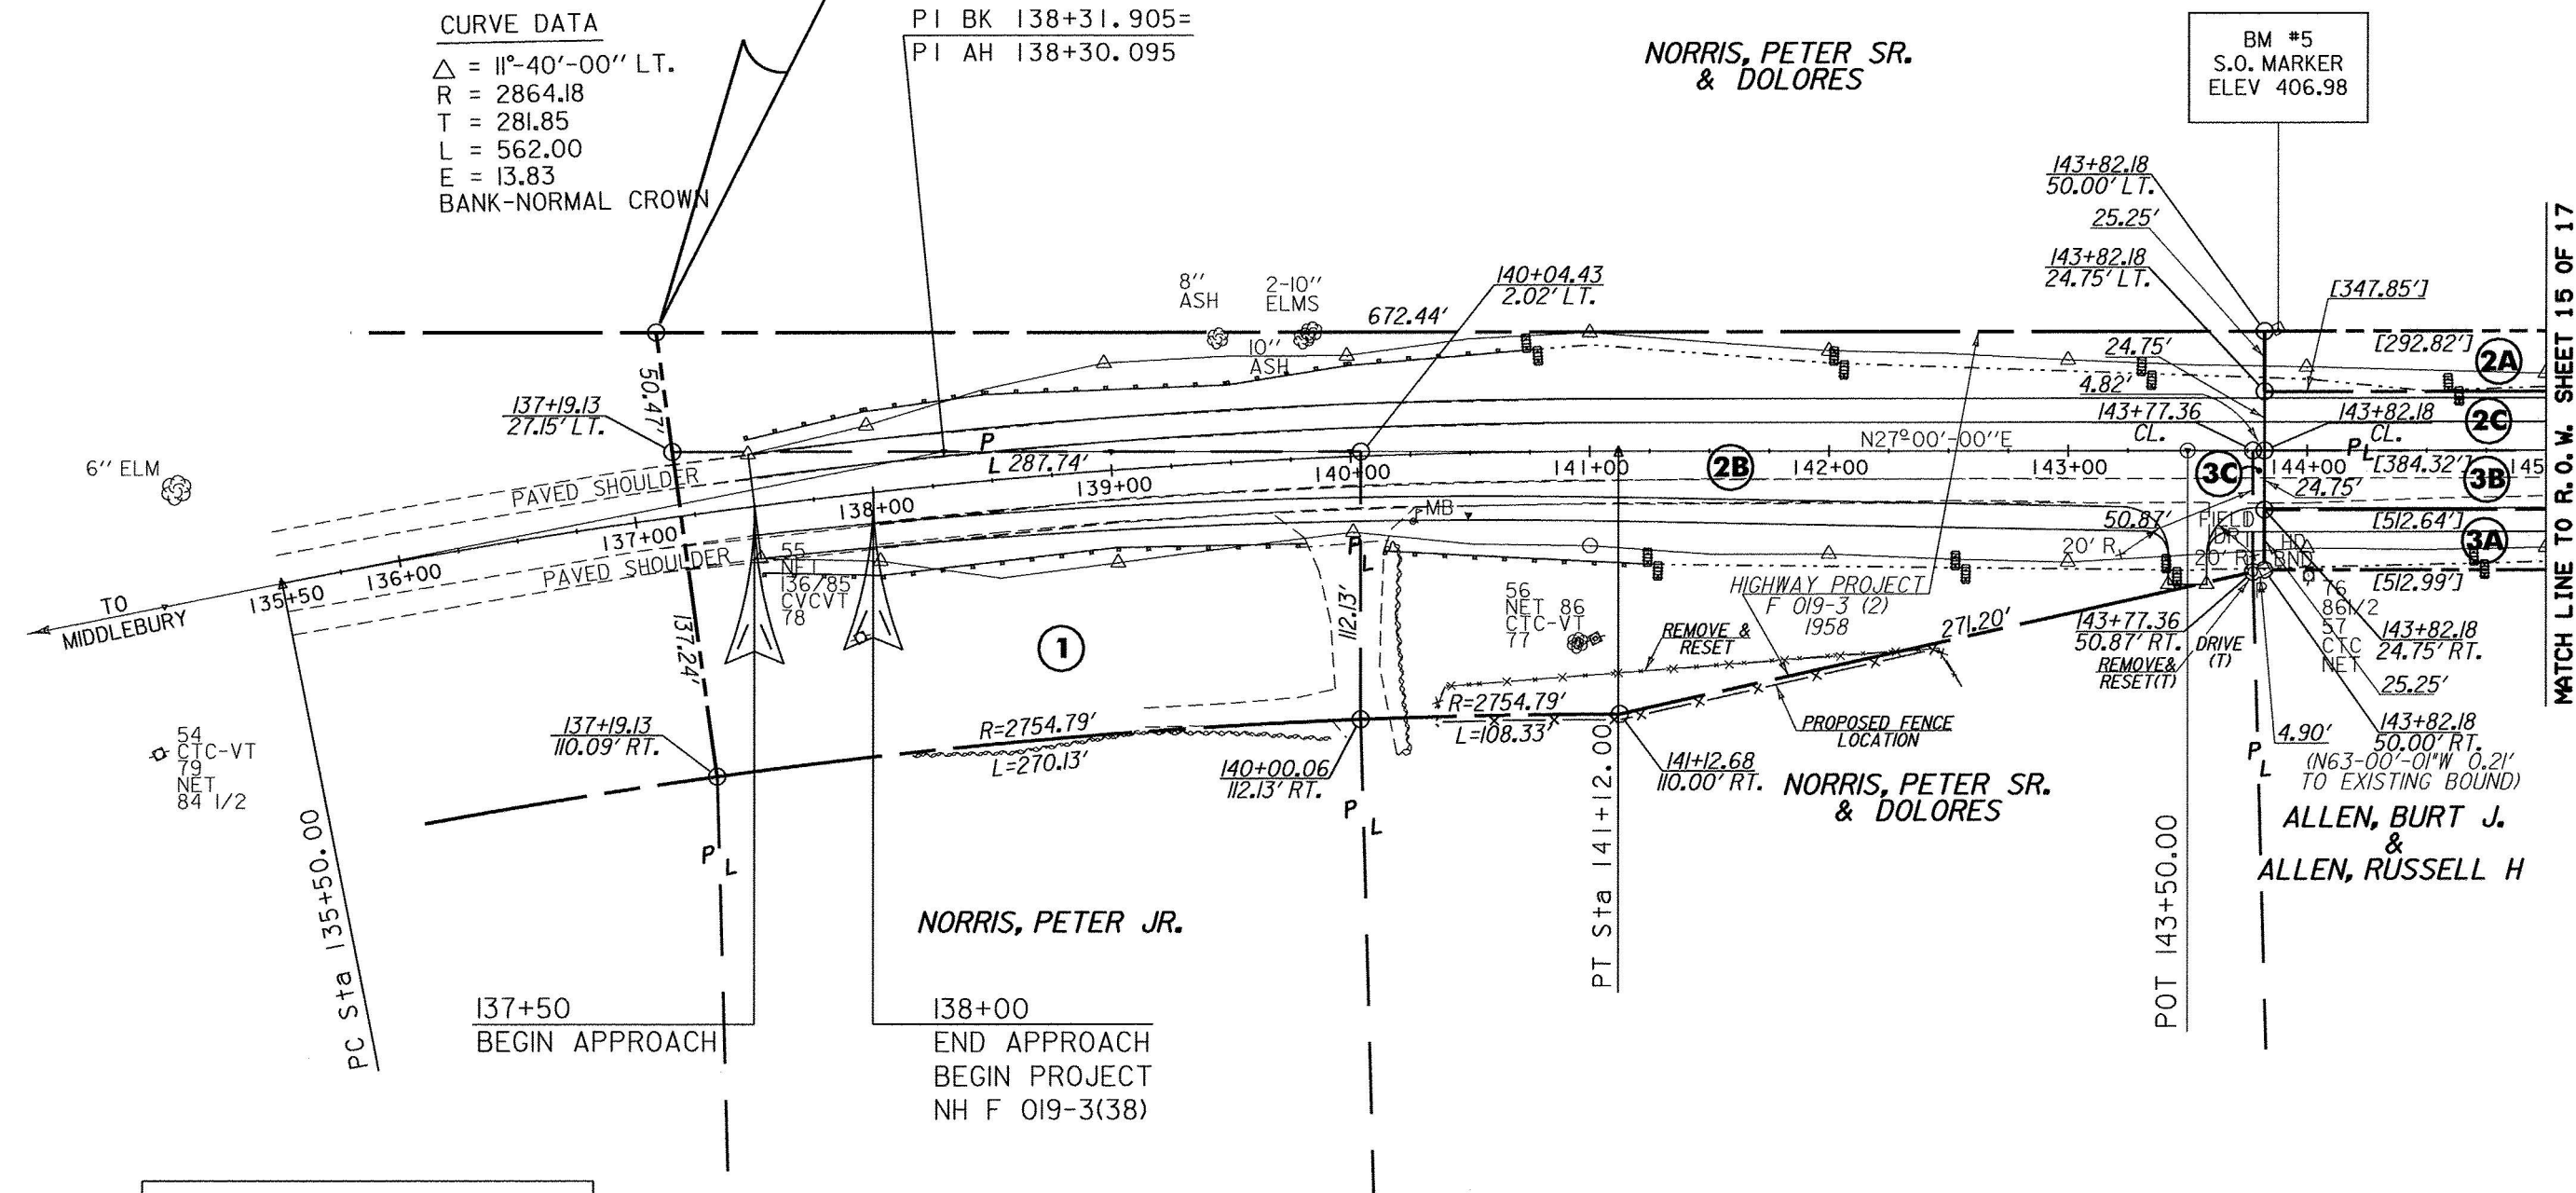 CURVE DATA
△ = 11°-40'-00" LT.
R = 2864.18
T = 281.85
L = 562.00
E = 13.83
BANK-NORMAL CROWN
PI BK 138+31.905=
PI AH 138+30.095
NORRIS, PETER SR.
& DOLORES
BM #5
S.O. MARKER
ELEV 406.98
143+82.18
50.00' LT.
25.25'
143+82.18
24.75' LT.
[347.85']
140+04.43
2.02' LT.
8"
ASH
2-10"
ELMS
672.44'
10"
ASH
24.75'
[292.82']
2A
4.82'
50.47'
137+19.13
27.15' LT.
143+77.36
CL.
143+82.18
CL.
2C
N27°00'-00"E
P L
287.74'
P L
[384.32']
6" ELM
PAVED SHOULDER
135+50
136+00
137+00
138+00
139+00
140+00
141+00
142+00
143+00
144+00
145
2B
3C
3B
24.75'
MB
50.87'
FIELD
DR
[512.64']
3A
20' R
20' R
HD
BND
[512.99']
PAVED SHOULDER
55
NET
136/85
CVCVT
78
P L
TO
MIDDLEBURY
112.13'
56
NET 86
CTC-VT
77
HIGHWAY PROJECT
F 019-3 (2)
1958
REMOVE &
RESET
271.20'
76
86 1/2
57
CTC
NET
143+77.36
50.87' RT.
DRIVE
(T)
REMOVE&
RESET(T)
143+82.18
24.75' RT.
25.25'
1
137.24'
R=2754.79'
L=270.13'
R=2754.79'
L=108.33'
PROPOSED FENCE
LOCATION
137+19.13
110.09' RT.
54
CTC-VT
79
NET
84 1/2
140+00.06
112.13' RT.
141+12.68
110.00' RT.
4.90'
143+82.18
50.00' RT.
(N63-00'-01"W 0.21'
TO EXISTING BOUND)
NORRIS, PETER SR.
& DOLORES
P L
P L
P L
ALLEN, BURT J.
&
ALLEN, RUSSELL H
PC Sta 135+50.00
PT Sta 141+12.00
POT 143+50.00
NORRIS, PETER JR.
137+50
BEGIN APPROACH
138+00
END APPROACH
BEGIN PROJECT
NH F 019-3(38)
MATCH LINE TO R.O.W. SHEET 15 OF 17